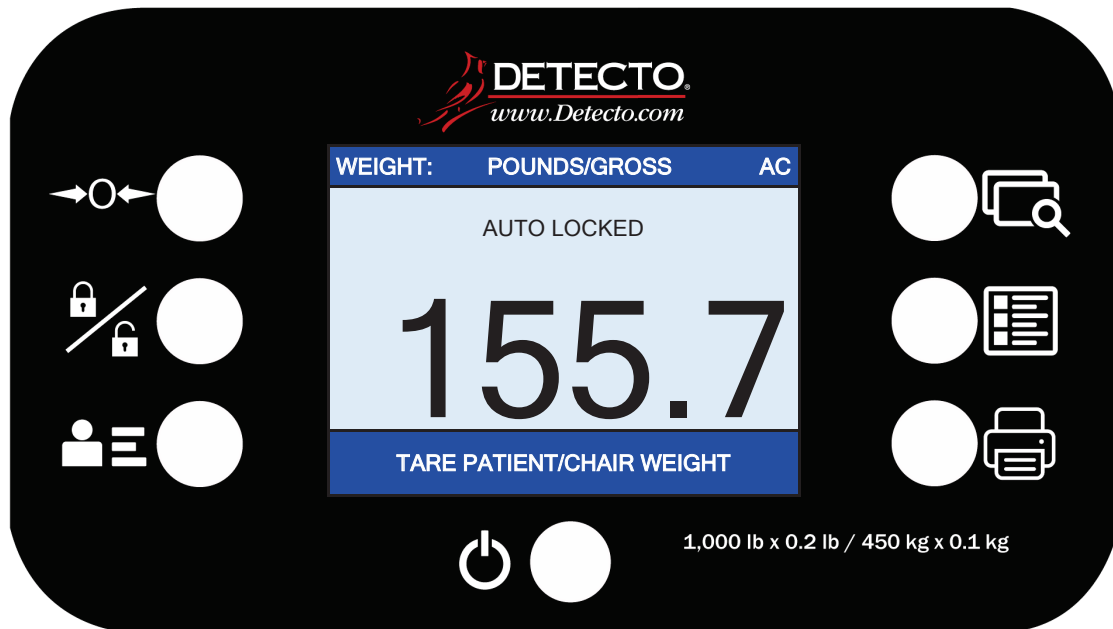 DETECTO®
www.Detecto.com
WEIGHT: POUNDS/GROSS AC
AUTO LOCKED
155.7
TARE PATIENT/CHAIR WEIGHT
1,000 lb x 0.2 lb / 450 kg x 0.1 kg